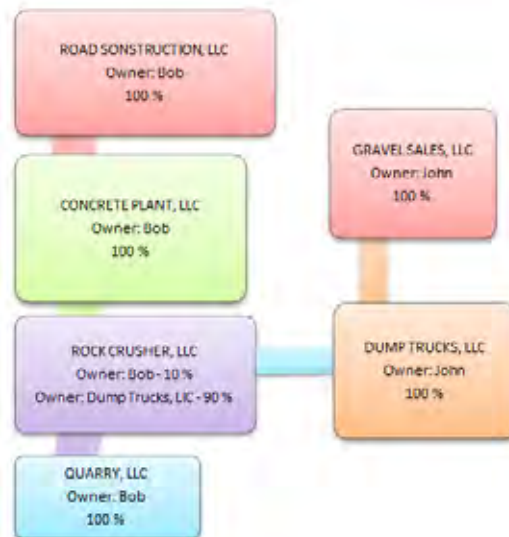 ROAD SONSTRUCTION, LLC
Owner: Bob
100 %
GRAVEL SALES, LLC
Owner: John
100 %
CONCRETE PLANT, LLC
Owner: Bob
100 %
ROCK CRUSHER, LLC
Owner: Bob - 10 %
Owner: Dump Trucks, LIC - 90 %
DUMP TRUCKS, LLC
Owner: John
100 %
QUARRY, LLC
Owner: Bob
100 %